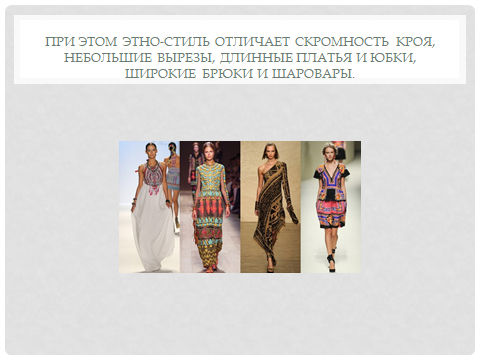 ПРИ ЭТОМ ЭТНО-СТИЛЬ ОТЛИЧАЕТ СКРОМНОСТЬ КРОЯ,
НЕБОЛЬШИЕ ВЫРЕЗЫ, ДЛИННЫЕ ПЛАТЬЯ И ЮБКИ,
ШИРОКИЕ БРЮКИ И ШАРОВАРЫ.